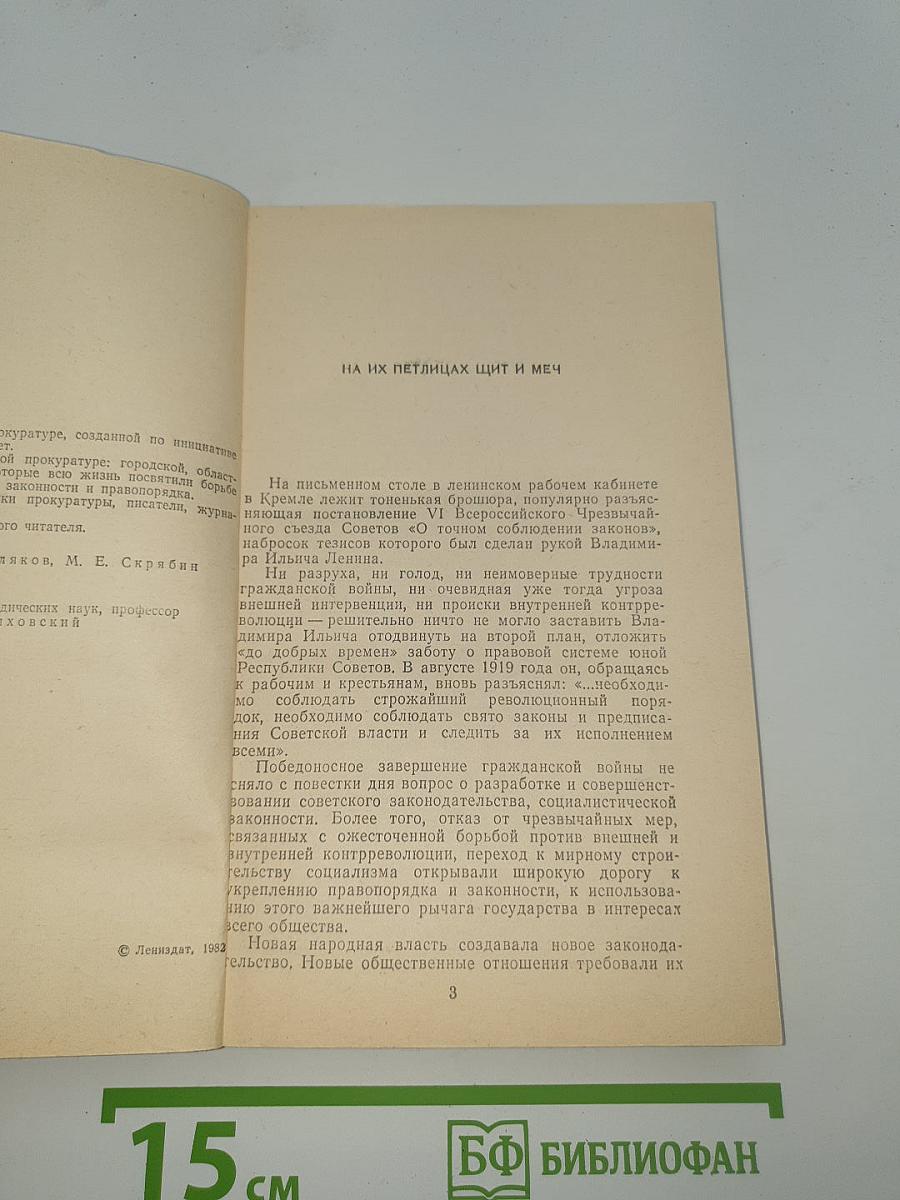 окуратуре, созданной по инициативе
ет.
ой прокуратуре: городской, област-
оторые всю жизнь посвятили борьбе
законности и правопорядка.
ки прокуратуры, писатели, журна-
ого читателя.
ляков, М. Е. Скрябин
дических наук, профессор
ховский
© Лениздат, 1982
НА ИХ ПЕТЛИЦАХ ЩИТ И МЕЧ
На письменном столе в ленинском рабочем кабинете
в Кремле лежит тоненькая брошюра, популярно разъяс-
няющая постановление VI Всероссийского Чрезвычай-
ного съезда Советов «О точном соблюдении законов»,
набросок тезисов которого был сделан рукой Владими-
ра Ильича Ленина.
Ни разруха, ни голод, ни неимоверные трудности
гражданской войны, ни очевидная уже тогда угроза
внешней интервенции, ни происки внутренней контрре-
волюции — решительно ничто не могло заставить Вла-
димира Ильича отодвинуть на второй план, отложить
«до добрых времен» заботу о правовой системе юной
Республики Советов. В августе 1919 года он, обращаясь
к рабочим и крестьянам, вновь разъяснял: «...необходи-
мо соблюдать строжайший революционный поря-
док, необходимо соблюдать свято законы и предписа-
ния Советской власти и следить за их исполнением
всеми».
Победоносное завершение гражданской войны не
сняло с повестки дня вопрос о разработке и совершенст-
вовании советского законодательства, социалистической
законности. Более того, отказ от чрезвычайных мер,
связанных с ожесточенной борьбой против внешней и
внутренней контрреволюции, переход к мирному строи-
тельству социализма открывали широкую дорогу к
укреплению правопорядка и законности, к использова-
нию этого важнейшего рычага государства в интересах
всего общества.
Новая народная власть создавала новое законода-
тельство. Новые общественные отношения требовали их
3
15 см
БФ БИБЛИОФАН